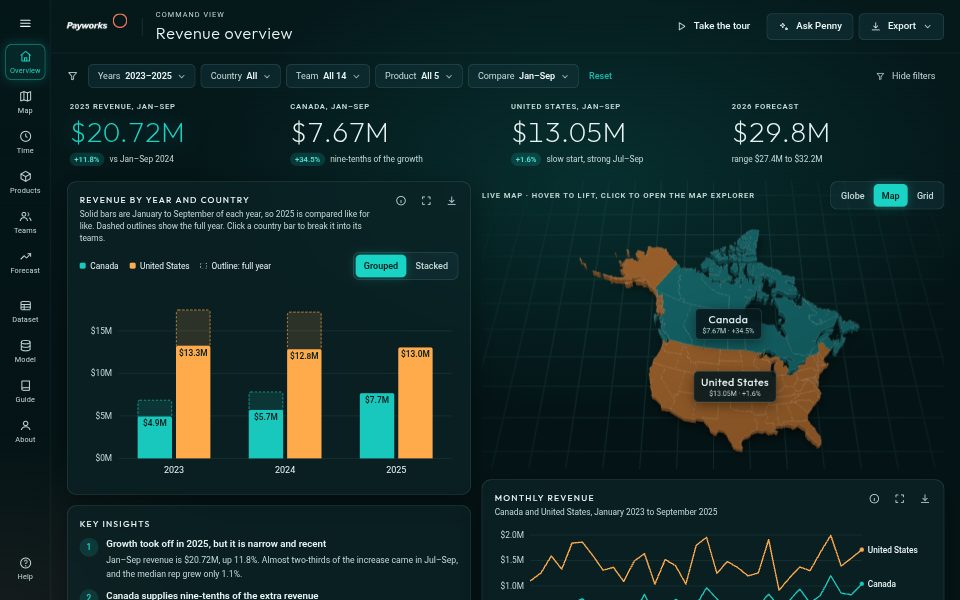 Payworks
COMMAND VIEW
Revenue overview
Take the tour
Ask Penny
Export
Overview
Map
Time
Products
Teams
Forecast
Dataset
Model
Guide
About
Help
Years 2023–2025
Country All
Team All 14
Product All 5
Compare Jan–Sep
Reset
Hide filters
2025 REVENUE, JAN–SEP
$20.72M
+11.8% vs Jan–Sep 2024
CANADA, JAN–SEP
$7.67M
+34.5% nine-tenths of the growth
UNITED STATES, JAN–SEP
$13.05M
+1.6% slow start, strong Jul–Sep
2026 FORECAST
$29.8M
range $27.4M to $32.2M
REVENUE BY YEAR AND COUNTRY
Solid bars are January to September of each year, so 2025 is compared like for
like. Dashed outlines show the full year. Click a country bar to break it into its
teams.
Canada
United States
Outline: full year
Grouped
Stacked
$15M
$10M
$5M
$0M
$4.9M
$13.3M
$5.7M
$12.8M
$7.7M
$13.0M
2023
2024
2025
LIVE MAP · HOVER TO LIFT, CLICK TO OPEN THE MAP EXPLORER
Globe
Map
Grid
Canada
$7.67M · +34.5%
United States
$13.05M · +1.6%
KEY INSIGHTS
1
Growth took off in 2025, but it is narrow and recent
Jan–Sep revenue is $20.72M, up 11.8%. Almost two-thirds of the increase came in Jul–Sep,
and the median rep grew only 1.1%.
2
Canada supplies nine-tenths of the extra revenue
MONTHLY REVENUE
Canada and United States, January 2023 to September 2025
$2.0M
$1.5M
$1.0M
United States
Canada